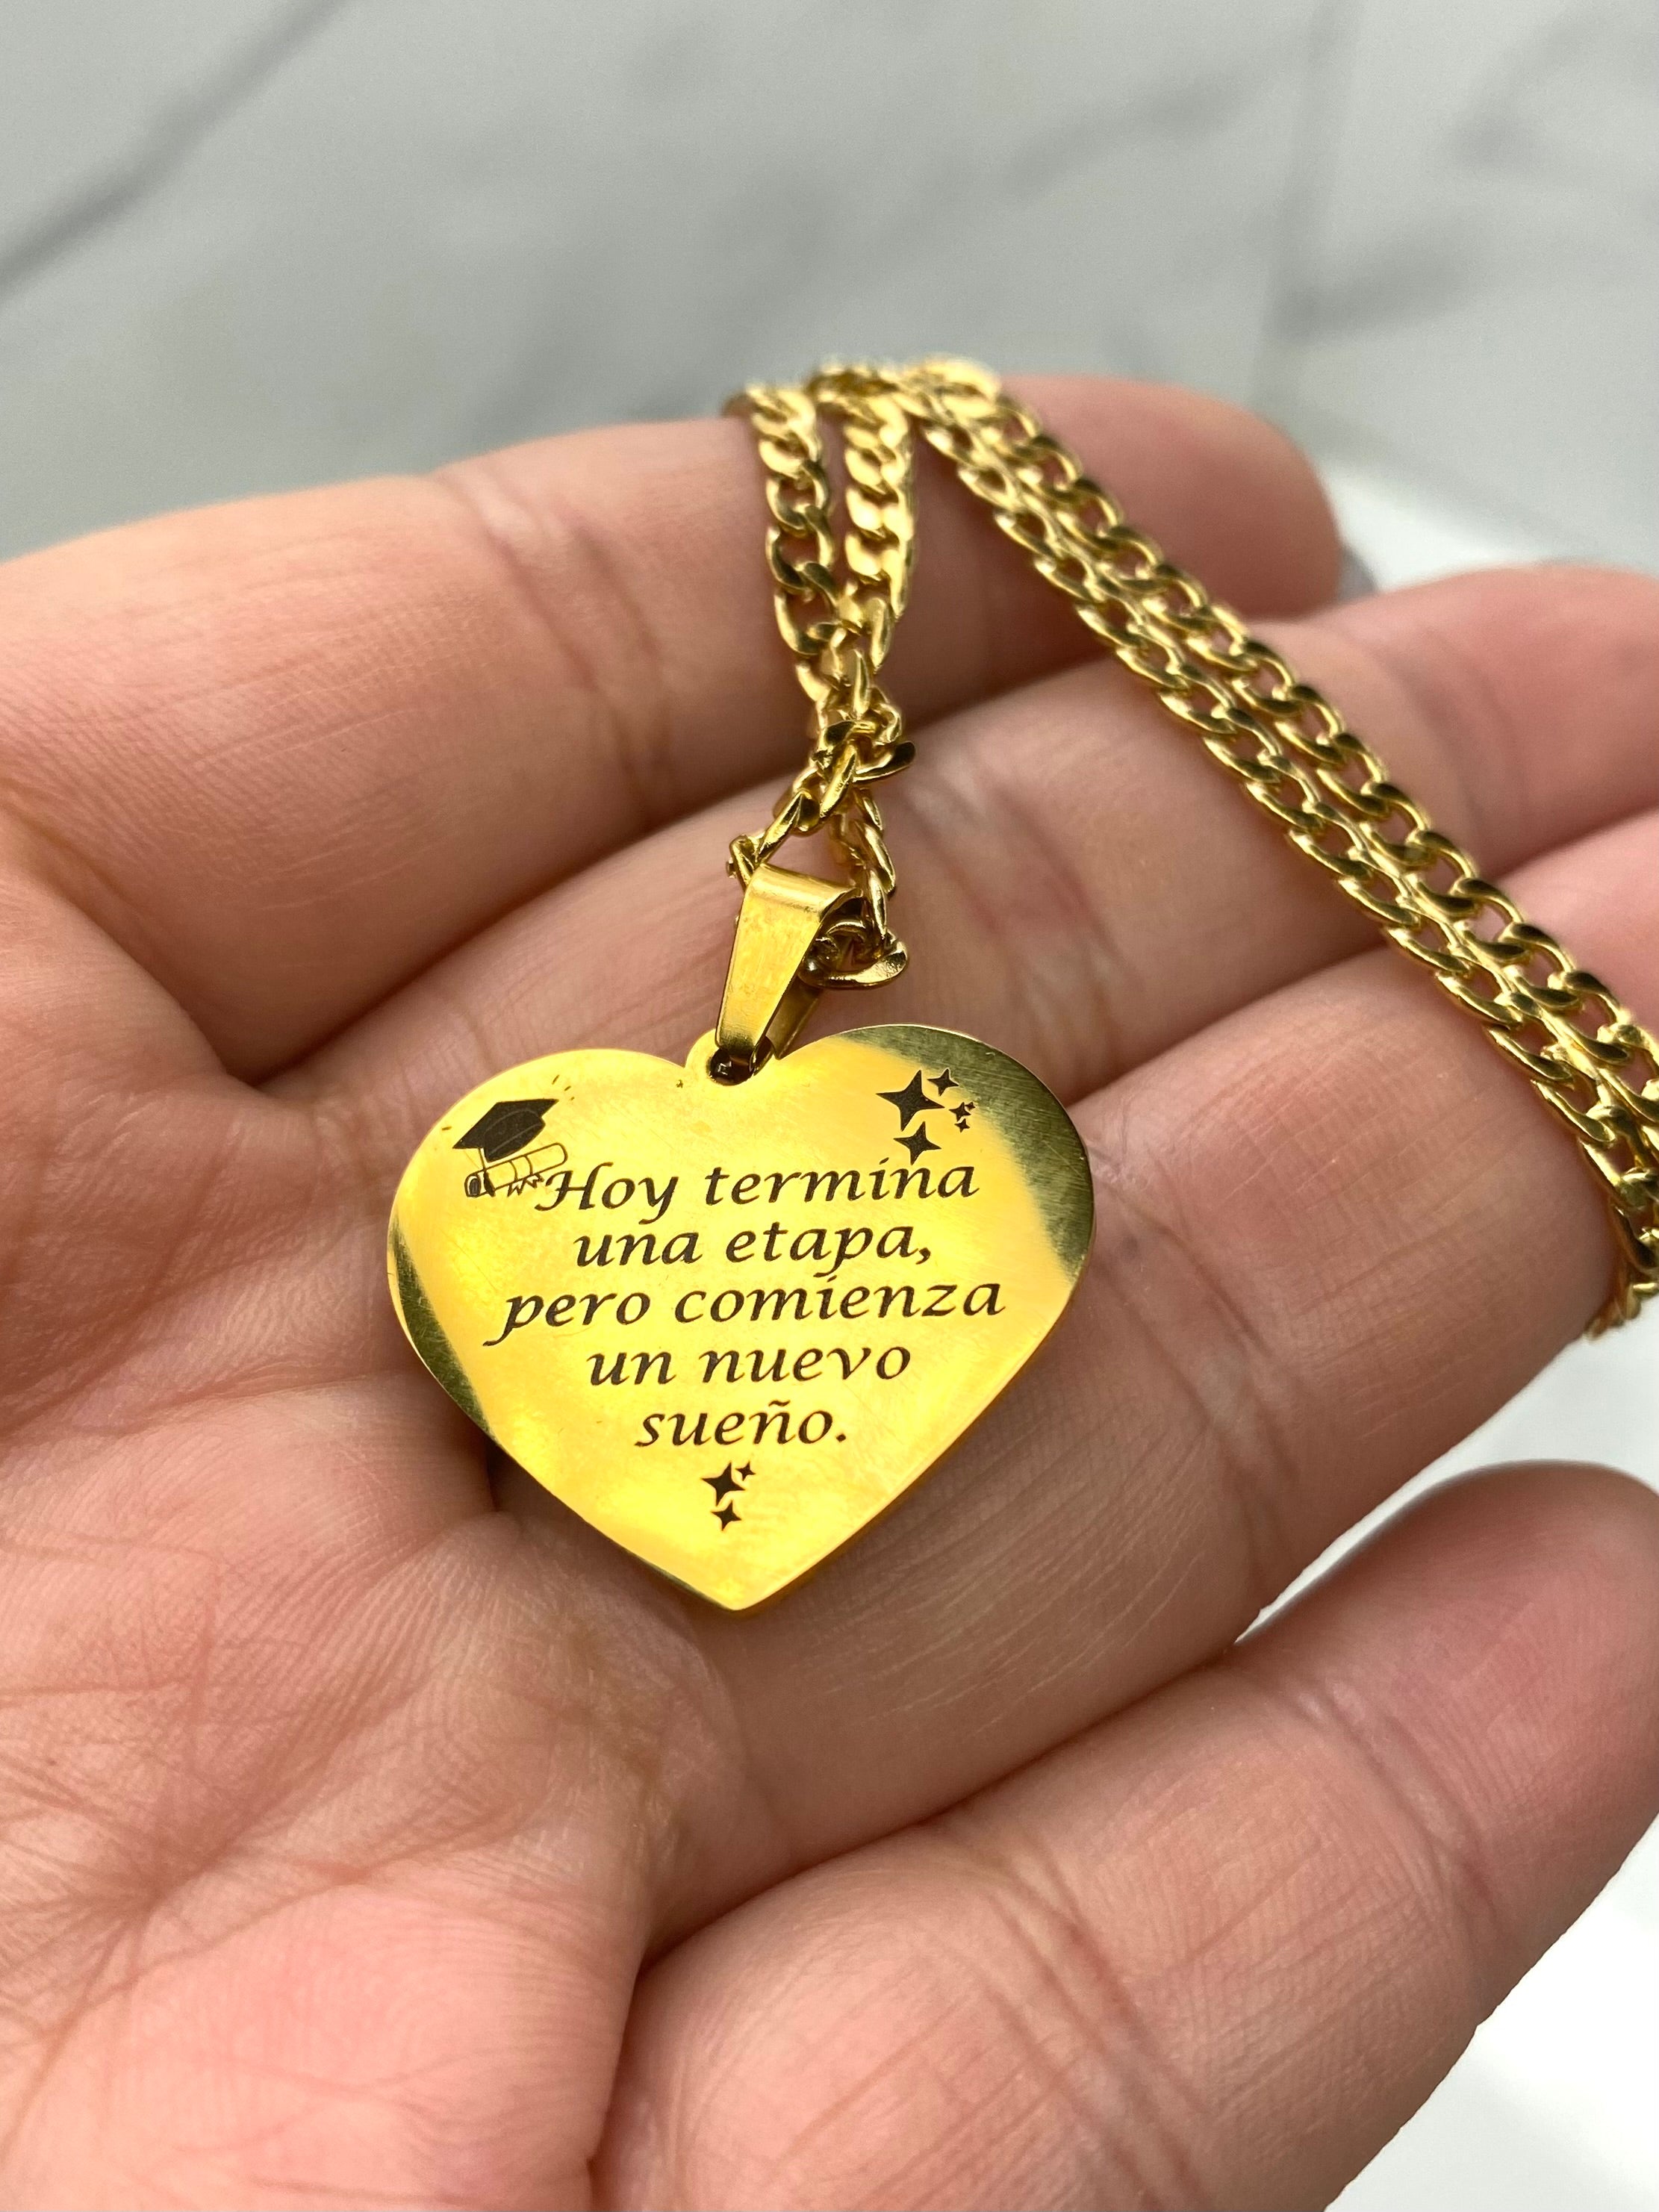 Hoy termina
una etapa,
pero comienza
un nuevo
sueño.